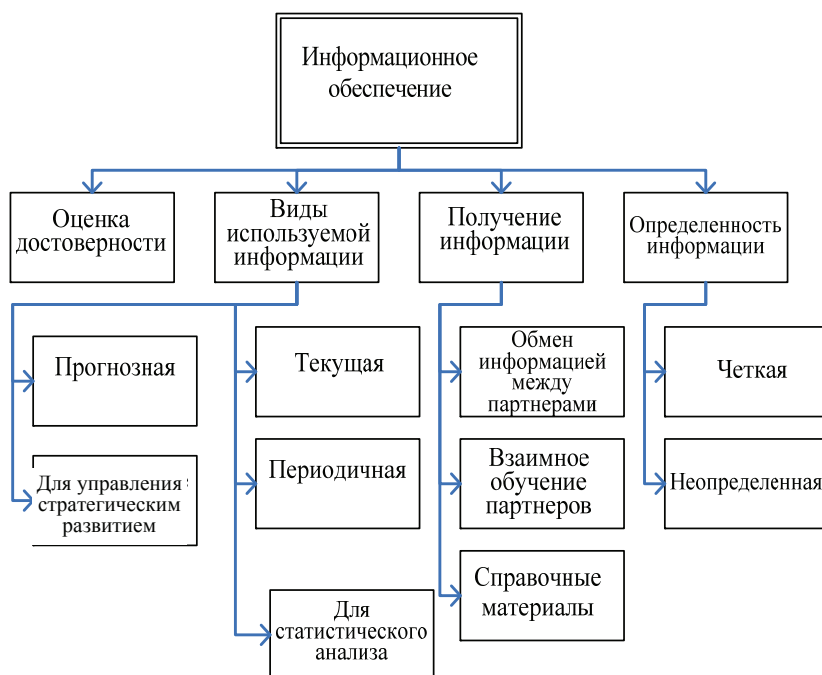 Информационное
обеспечение
Оценка
достоверности
Виды
используемой
информации
Получение
информации
Определенность
информации
Прогнозная
Для управления
стратегическим
развитием
Текущая
Периодичная
Для
статистического
анализа
Обмен
информацией
между
партнерами
Взаимное
обучение
партнеров
Справочные
материалы
Четкая
Неопределенная